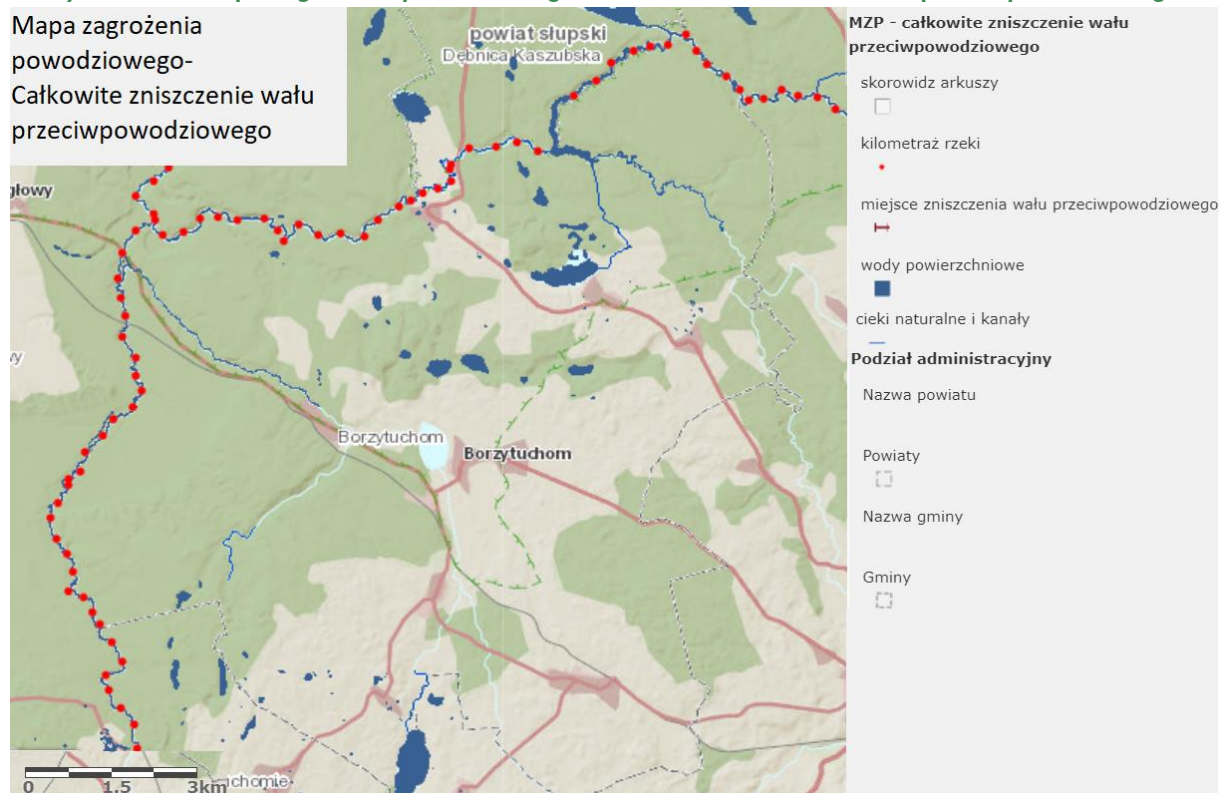 Mapa zagrożenia
powodziowego-
Całkowite zniszczenie wału
przeciwpowodziowego
powiat słupski
Dębnica Kaszubska
głowy
Borzytuchom
Borzytuchom
0 1,5 3km
MZP - całkowite zniszczenie wału
przeciwpowodziowego
skorowidz arkuszy
kilometraż rzeki
miejsce zniszczenia wału przeciwpowodziowego
wody powierzchniowe
cieki naturalne i kanały
Podział administracyjny
Nazwa powiatu
Powiaty
Nazwa gminy
Gminy